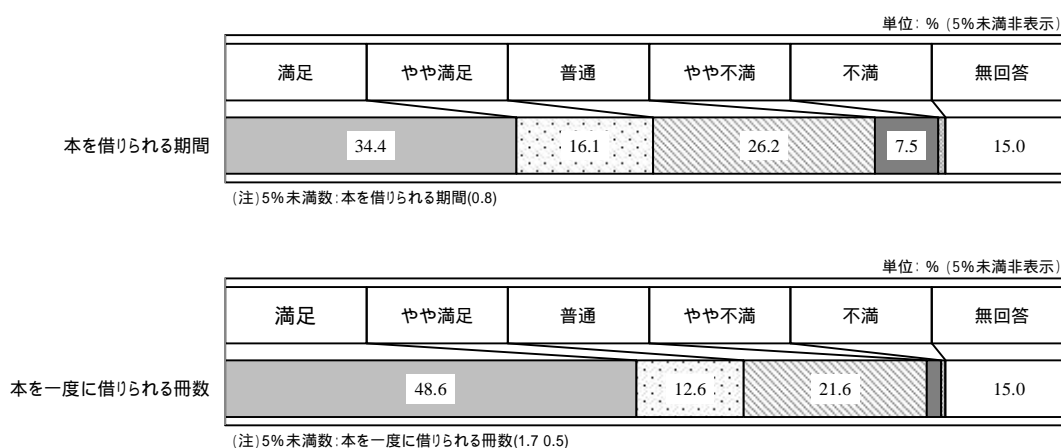 単位: % (5%未満非表示)
満足 やや満足 普通 やや不満 不満 無回答
本を借りられる期間 34.4 16.1 26.2 7.5 15.0
(注)5%未満数:本を借りられる期間(0.8)
単位: % (5%未満非表示)
満足 やや満足 普通 やや不満 不満 無回答
本を一度に借りられる冊数 48.6 12.6 21.6 15.0
(注)5%未満数:本を一度に借りられる冊数(1.7 0.5)